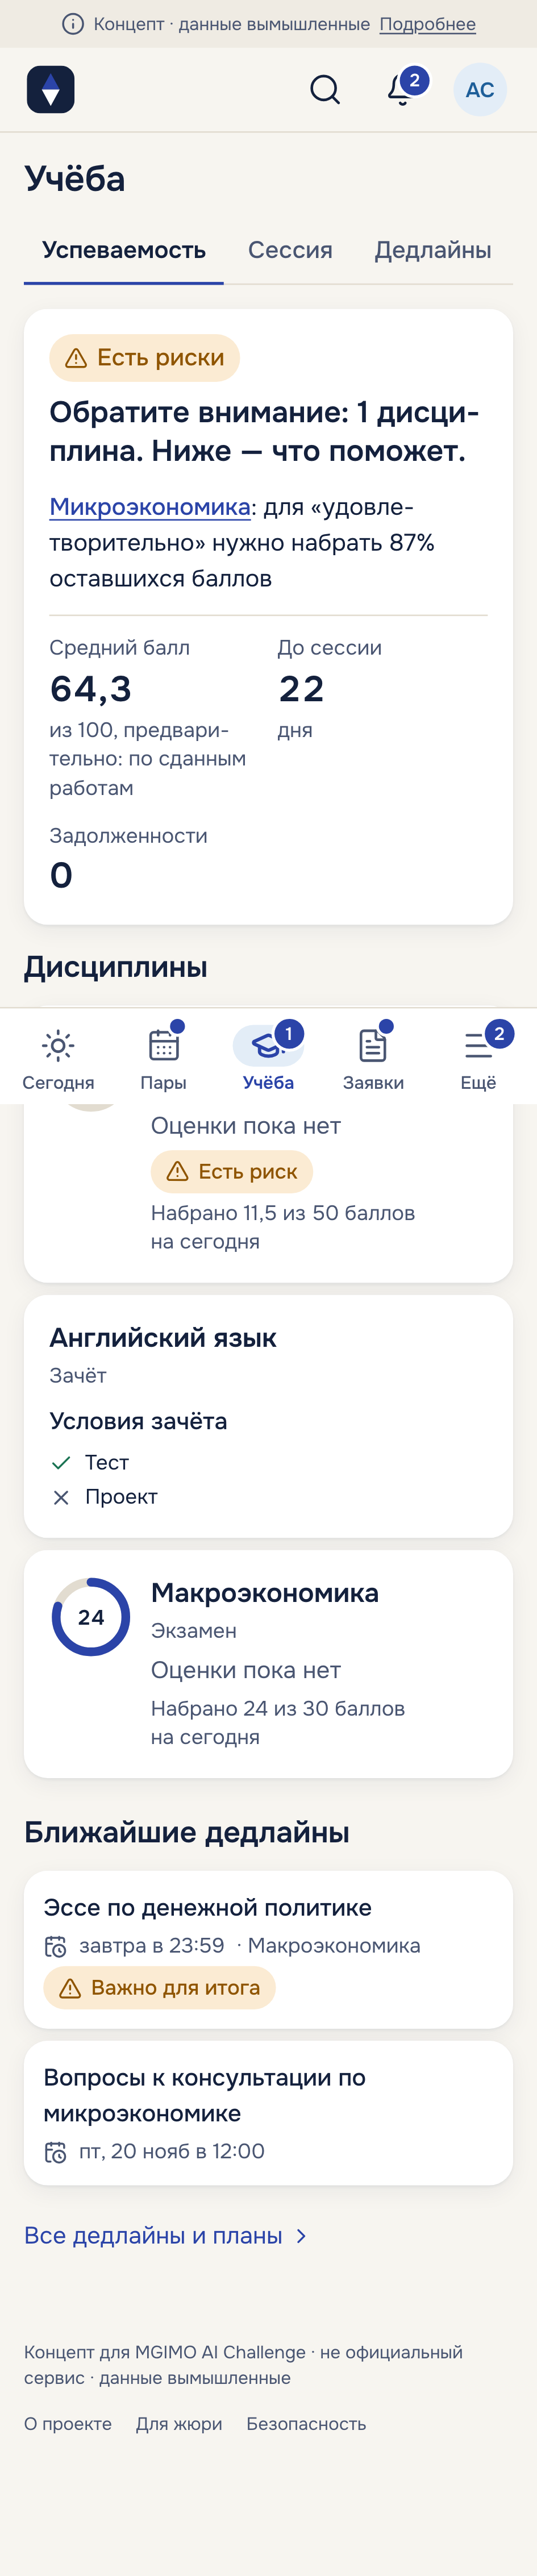 Концепт · данные вымышленные Подробнее
2
АС
Учёба
Успеваемость Сессия Дедлайны
Есть риски
Обратите внимание: 1 дисци-
плина. Ниже — что поможет.
Микроэкономика: для «удовле-
творительно» нужно набрать 87%
оставшихся баллов
Средний балл До сессии
64,3 22
из 100, предвари- дня
тельно: по сданным
работам
Задолженности
0
Дисциплины
1 2
Сегодня Пары Учёба Заявки Ещё
Оценки пока нет
Есть риск
Набрано 11,5 из 50 баллов
на сегодня
Английский язык
Зачёт
Условия зачёта
Тест
Проект
24 Макроэкономика
Экзамен
Оценки пока нет
Набрано 24 из 30 баллов
на сегодня
Ближайшие дедлайны
Эссе по денежной политике
завтра в 23:59 · Макроэкономика
Важно для итога
Вопросы к консультации по
микроэкономике
пт, 20 нояб в 12:00
Все дедлайны и планы
Концепт для MGIMO AI Challenge · не официальный
сервис · данные вымышленные
О проекте Для жюри Безопасность